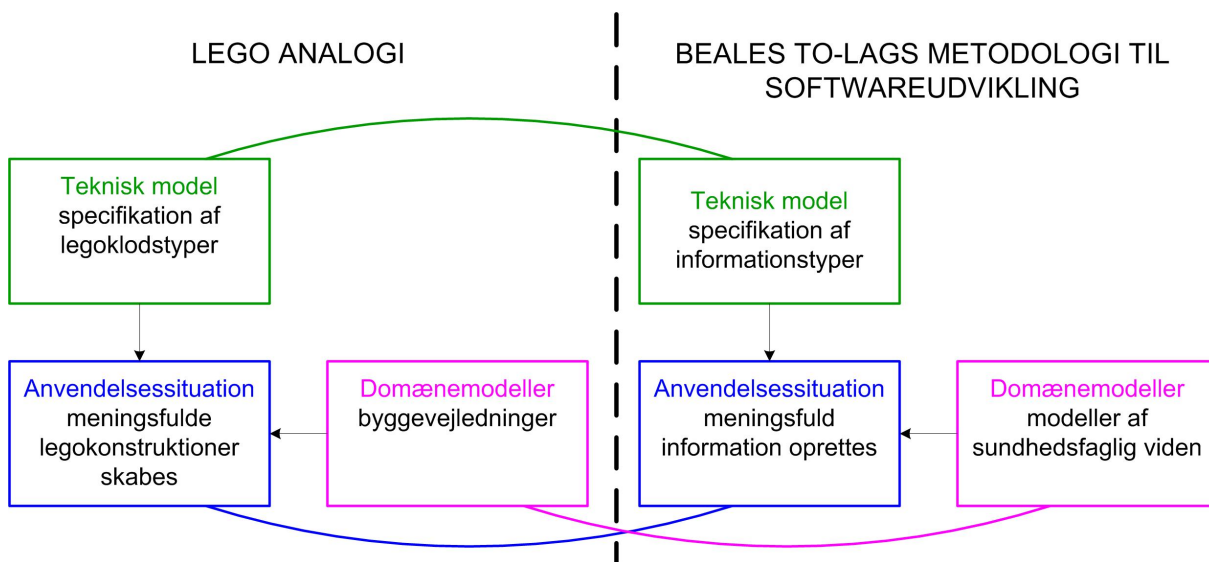 LEGO ANALOGI
BEALES TO-LAGS METODOLOGI TIL
SOFTWAREUDVIKLING
Teknisk model
specifikation af
legoklodstyper
Teknisk model
specifikation af
informationstyper
Anvendelsessituation
meningsfulde
legokonstruktioner
skabes
Domænemodeller
byggevejledninger
Anvendelsessituation
meningsfuld
information oprettes
Domænemodeller
modeller af
sundhedsfaglig viden